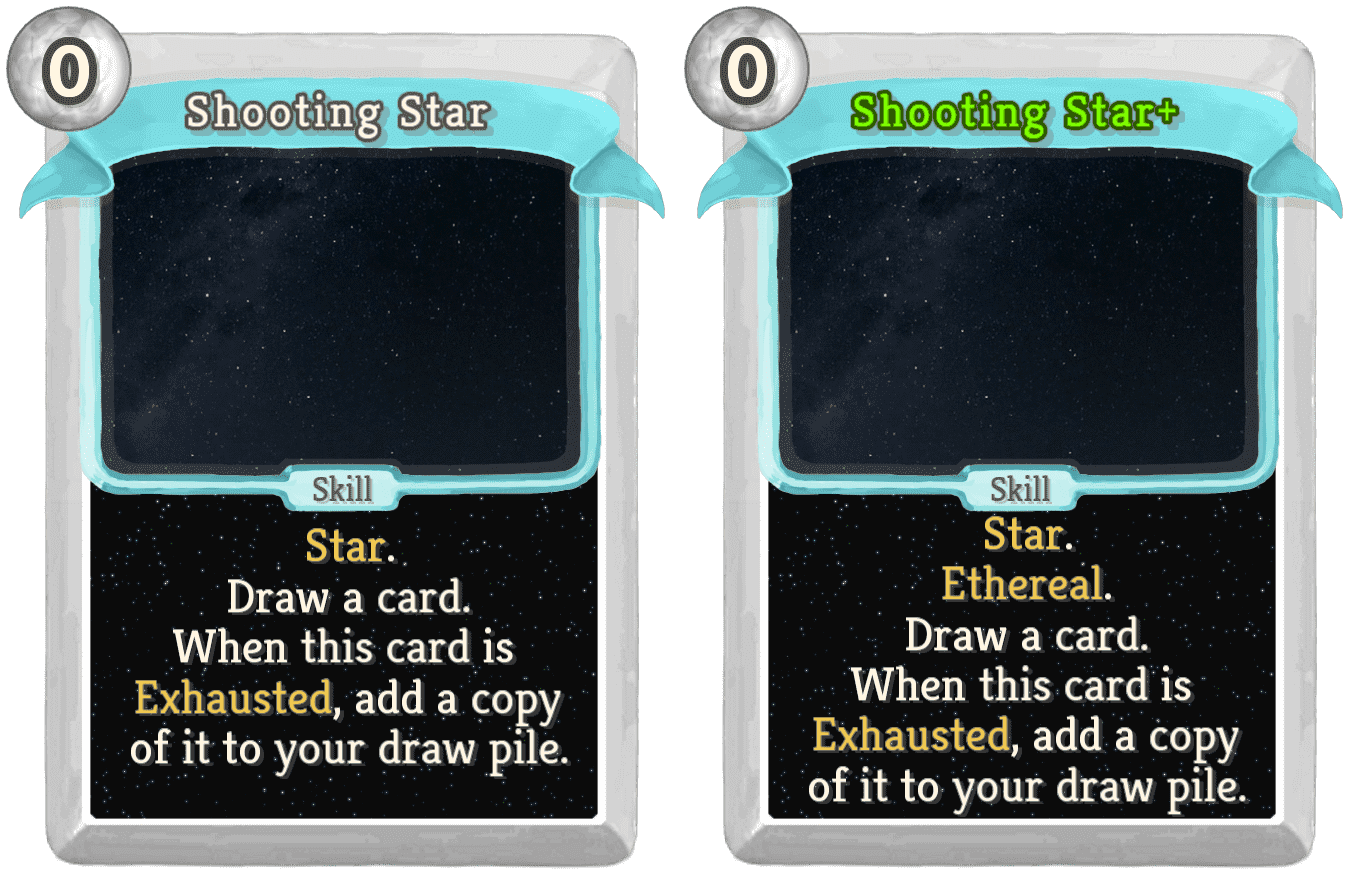 0
Shooting Star
Skill
Star.
Draw a card.
When this card is
Exhausted, add a copy
of it to your draw pile.
0
Shooting Star+
Skill
Star.
Ethereal.
Draw a card.
When this card is
Exhausted, add a copy
of it to your draw pile.